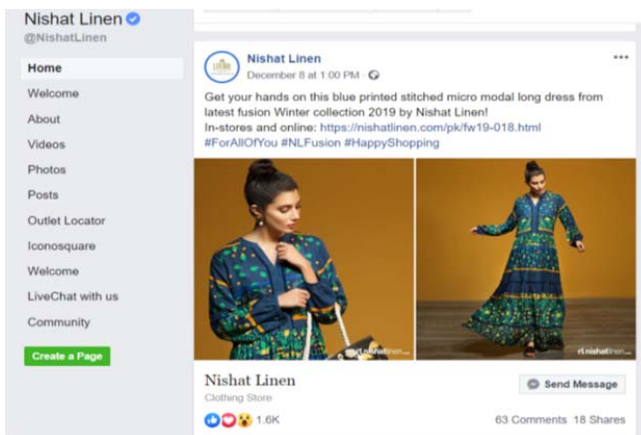 Nishat Linen
@NishatLinen
Home
Welcome
About
Videos
Photos
Posts
Outlet Locator
Iconosquare
Welcome
LiveChat with us
Community
Create a Page
Nishat Linen
December 8 at 1:00 PM ·
Get your hands on this blue printed stitched micro modal long dress from
latest fusion Winter collection 2019 by Nishat Linen!
In-stores and online: https://nishatlinen.com/pk/fw19-018.html
#ForAllOfYou #NLFusion #HappyShopping
Nishat Linen
Clothing Store
Send Message
1.6K
63 Comments 18 Shares